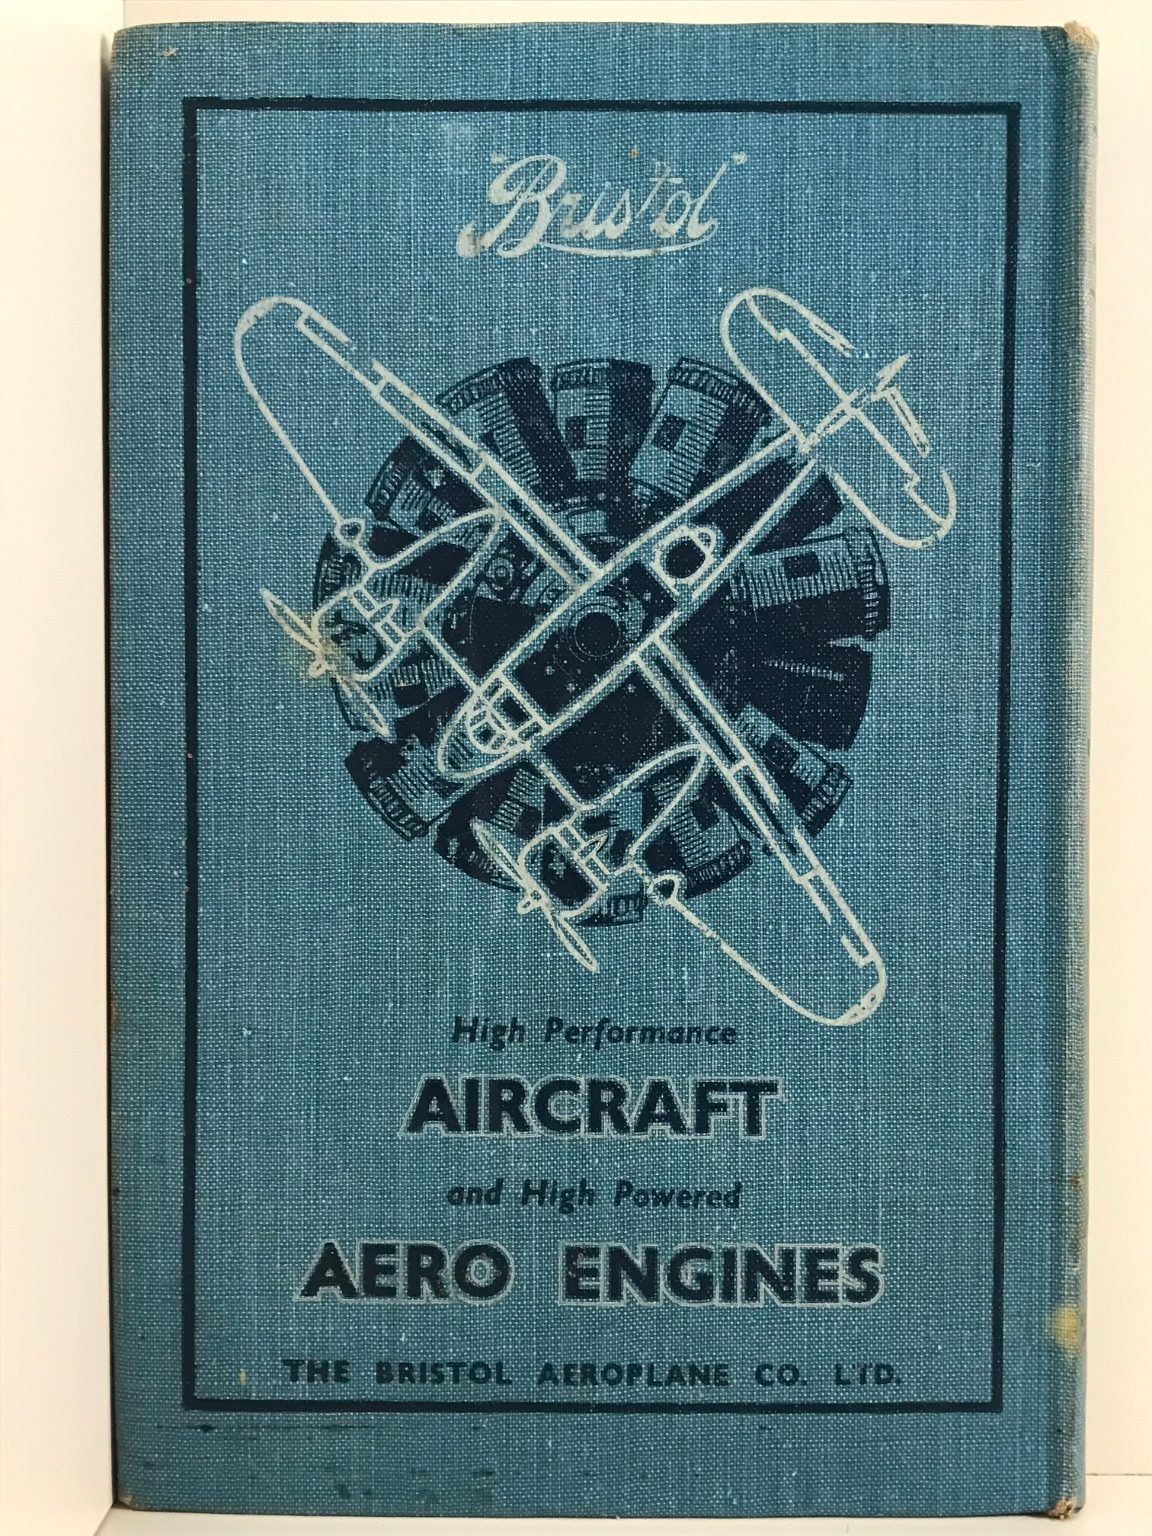 "Bristol"
High Performance
AIRCRAFT
and High Powered
AERO ENGINES
THE BRISTOL AEROPLANE CO. LTD.